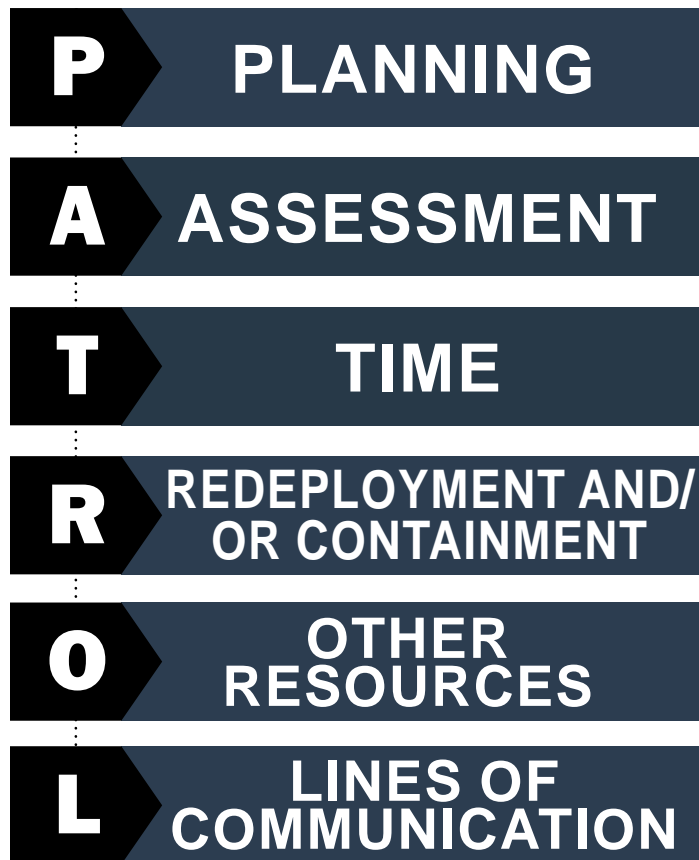 P PLANNING
A ASSESSMENT
T TIME
R REDEPLOYMENT AND/
OR CONTAINMENT
O OTHER
RESOURCES
L LINES OF
COMMUNICATION